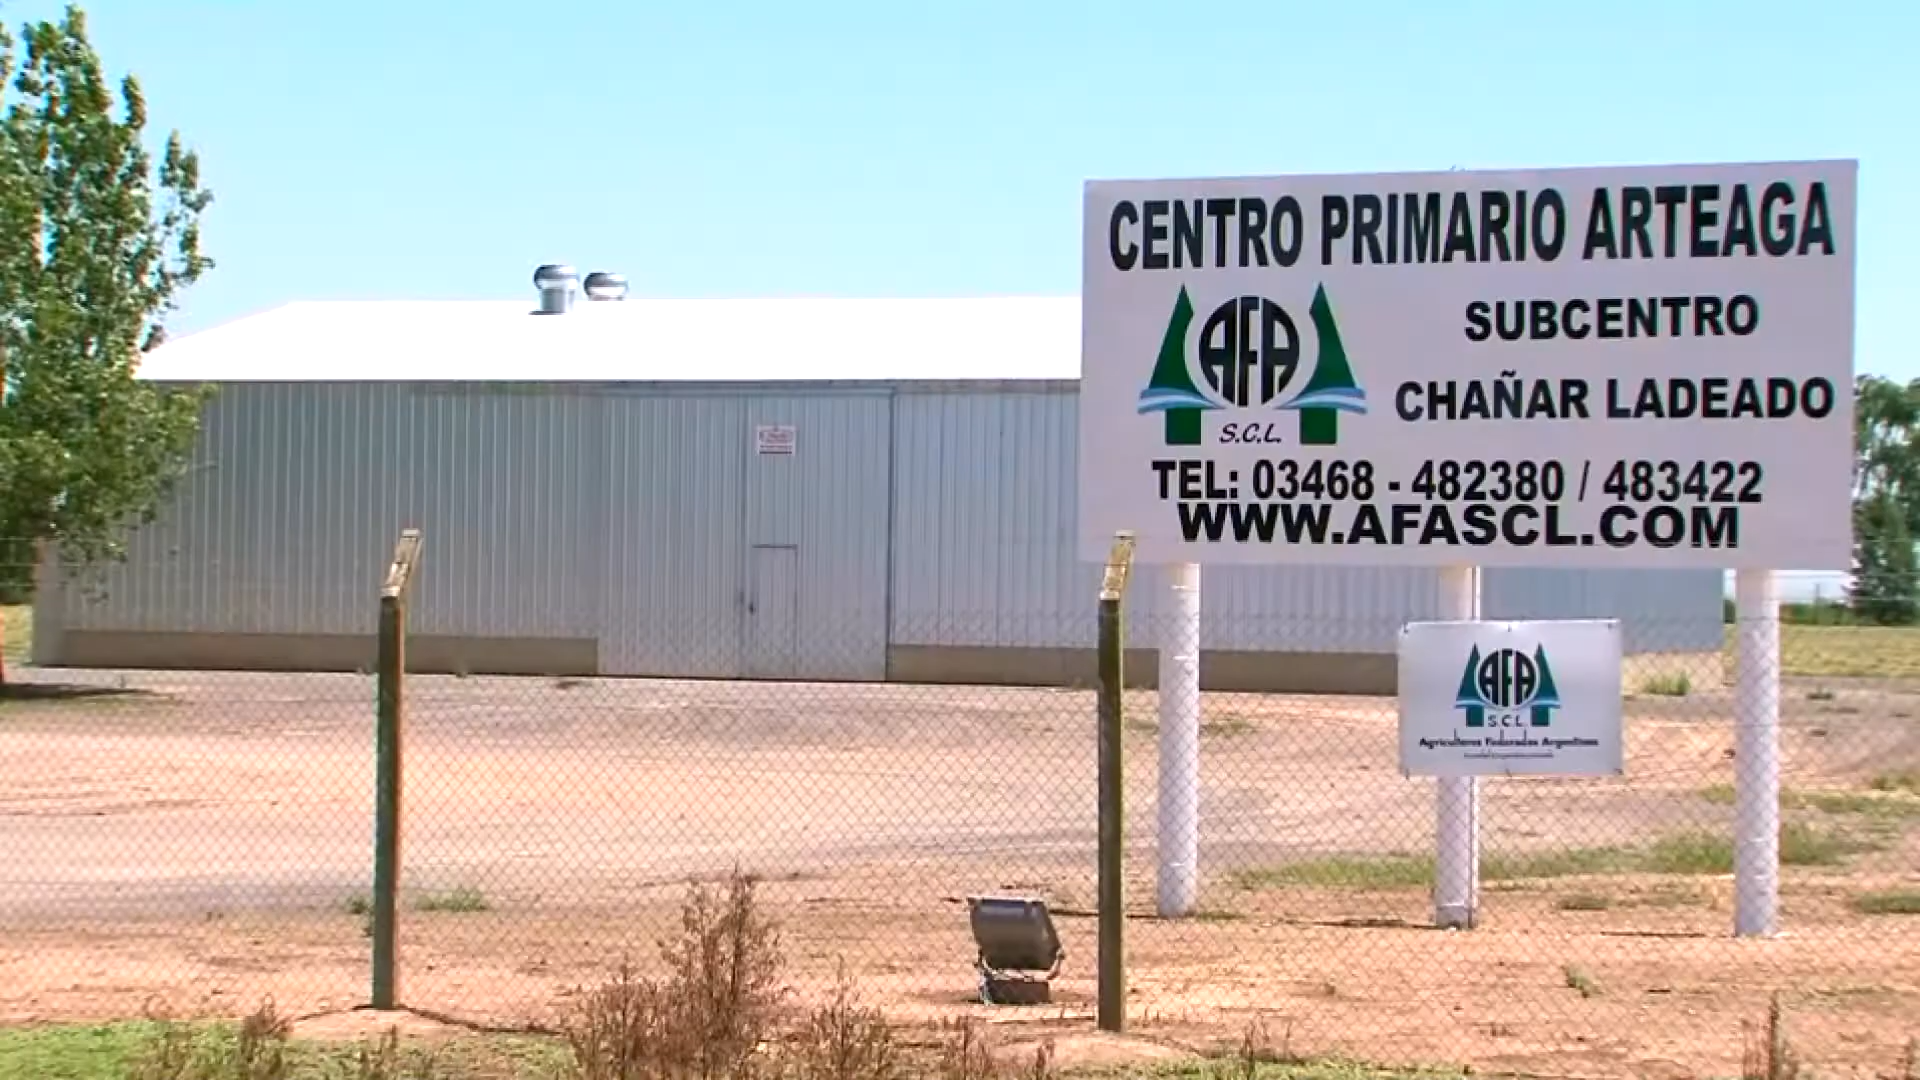 CENTRO PRIMARIO ARTEAGA
AFA
S.C.L.
SUBCENTRO
CHAÑAR LADEADO
TEL: 03468 - 482380 / 483422
WWW.AFASCL.COM
AFA
S.C.L.
Agricultores Federados Argentinos